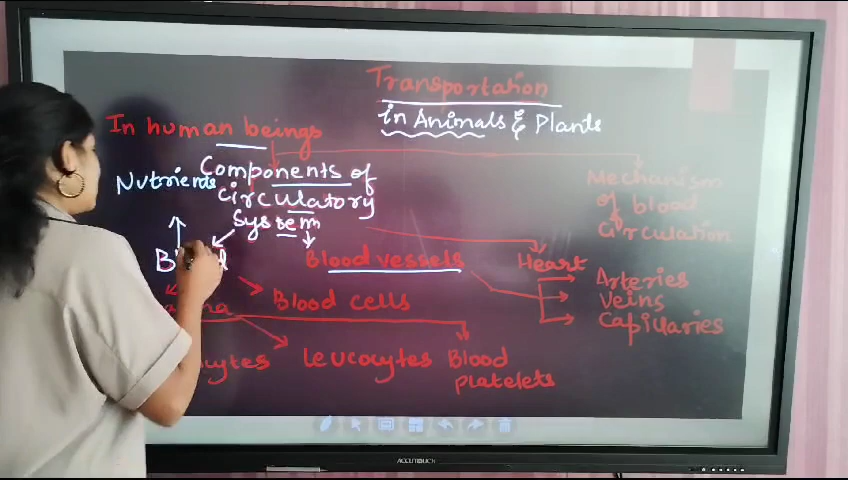 Transportation
in Animals & Plants
In human beings
Nutrients
Components of
circulatory
system
Mechanism
of blood
circulation
Blood vessels
Heart
Arteries
Veins
Capillaries
Blood cells
Leucocytes
Blood
platelets
ACCUTOUCH